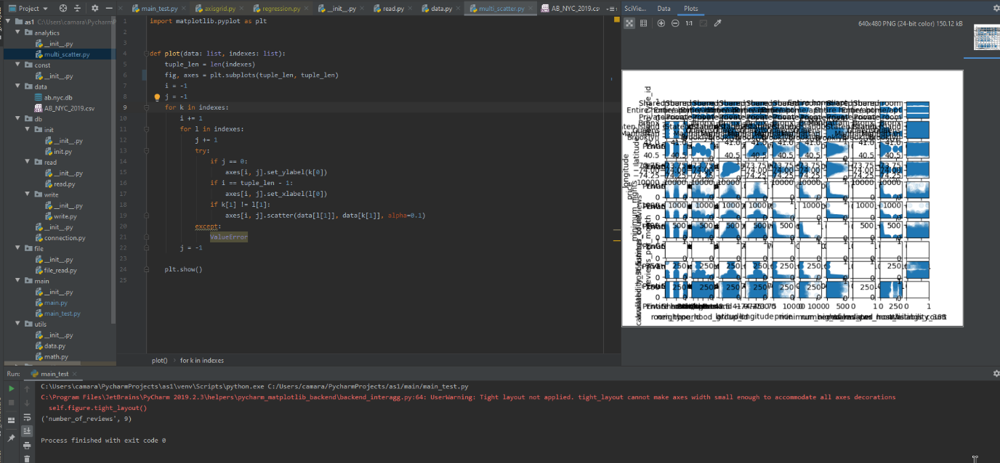 Project
main_test.py
axisgrid.py
regression.py
__init__.py
read.py
data.py
multi_scatter.py
AB_NYC_2019.csv
SciVie...
Data
Plots
as1 C:\Users\camara\PycharmP
analytics
__init__.py
multi_scatter.py
const
__init__.py
data
ab.nyc.db
AB_NYC_2019.csv
db
init
__init__.py
init.py
read
__init__.py
read.py
write
__init__.py
write.py
__init__.py
connection.py
file
__init__.py
file_read.py
main
__init__.py
main.py
main_test.py
utils
__init__.py
data.py
math.py
1 import matplotlib.pyplot as plt
2
3
4 def plot(data: list, indexes: list):
5     tuple_len = len(indexes)
6     fig, axes = plt.subplots(tuple_len, tuple_len)
7     i = -1
8     j = -1
9     for k in indexes:
10         i += 1
11         for l in indexes:
12             j += 1
13             try:
14                 if j == 0:
15                     axes[i, j].set_ylabel(k[0])
16                 if i == tuple_len - 1:
17                     axes[i, j].set_xlabel(l[0])
18                 if k[1] != l[1]:
19                     axes[i, j].scatter(data[l[1]], data[k[1]], alpha=0.1)
20             except:
21                 ValueError
22         j = -1
23
24     plt.show()
25
plot() > for k in indexes
1:1
640x480 PNG (24-bit color) 150.12 kB
Run: main_test
C:\Users\camara\PycharmProjects\as1\venv\Scripts\python.exe C:/Users/camara/PycharmProjects/as1/main/main_test.py
C:\Program Files\JetBrains\PyCharm 2019.2.3\helpers\pycharm_matplotlib_backend\backend_interagg.py:64: UserWarning: Tight layout not applied. tight_layout cannot make axes width small enough to accommodate all axes decorations
self.figure.tight_layout()
('number_of_reviews', 9)
Process finished with exit code 0